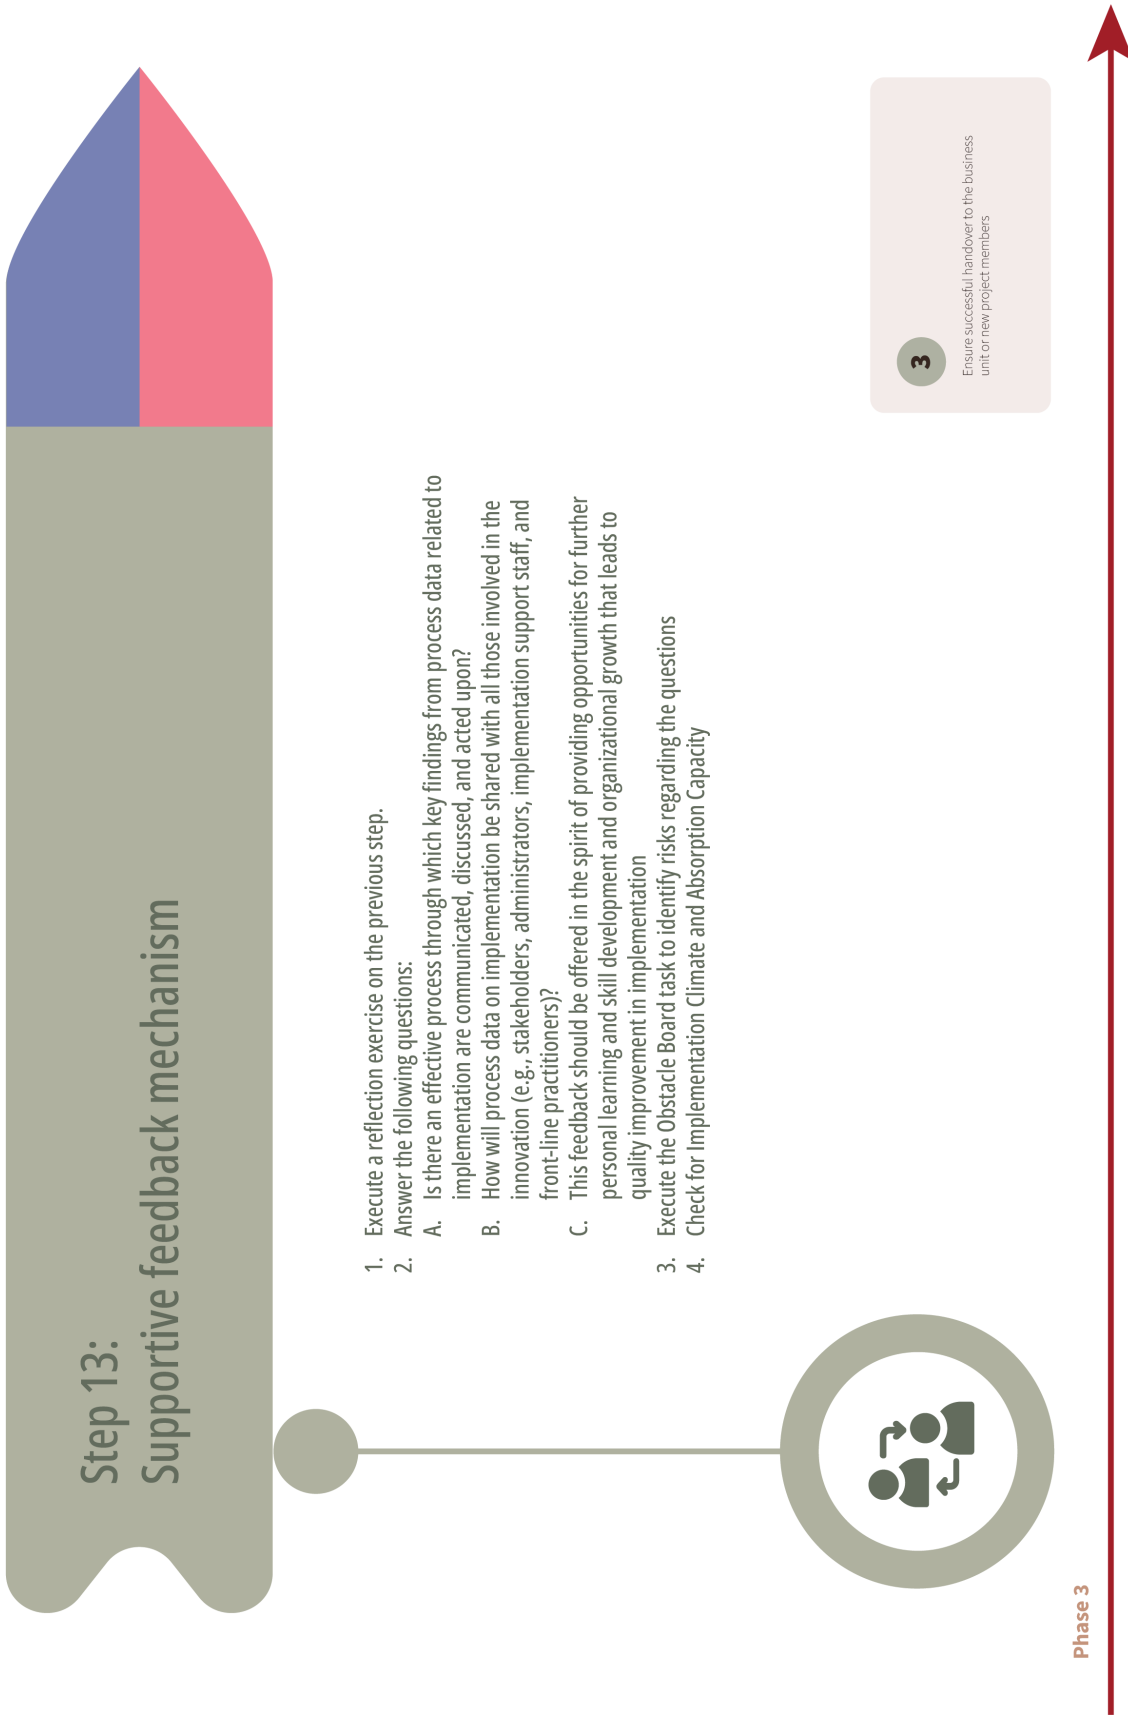 Step 13:
Supportive feedback mechanism
1. Execute a reflection exercise on the previous step.
2. Answer the following questions:
A. Is there an effective process through which key findings from process data related to
implementation are communicated, discussed, and acted upon?
B. How will process data on implementation be shared with all those involved in the
innovation (e.g., stakeholders, administrators, implementation support staff, and
front-line practitioners)?
C. This feedback should be offered in the spirit of providing opportunities for further
personal learning and skill development and organizational growth that leads to
quality improvement in implementation
3. Execute the Obstacle Board task to identify risks regarding the questions
4. Check for Implementation Climate and Absorption Capacity
3
Ensure successful handover to the business
unit or new project members
Phase 3